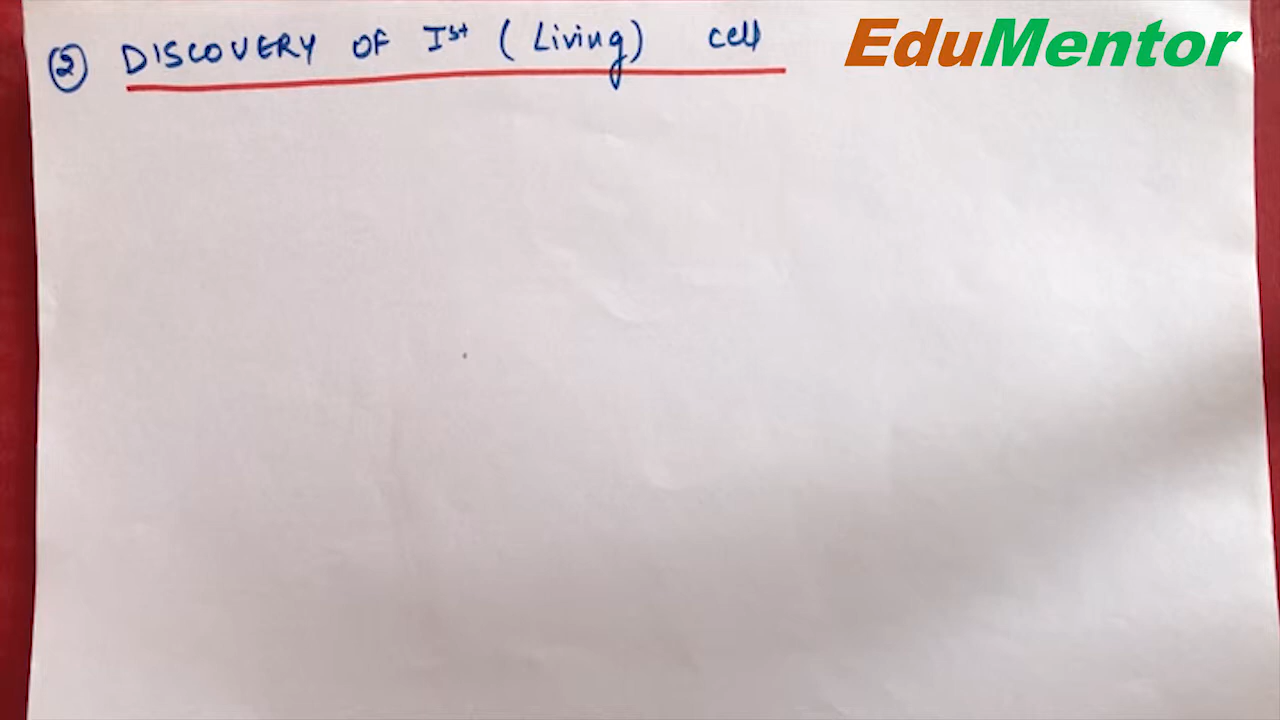 ② DISCOVERY OF Ist (Living) cell
EduMentor